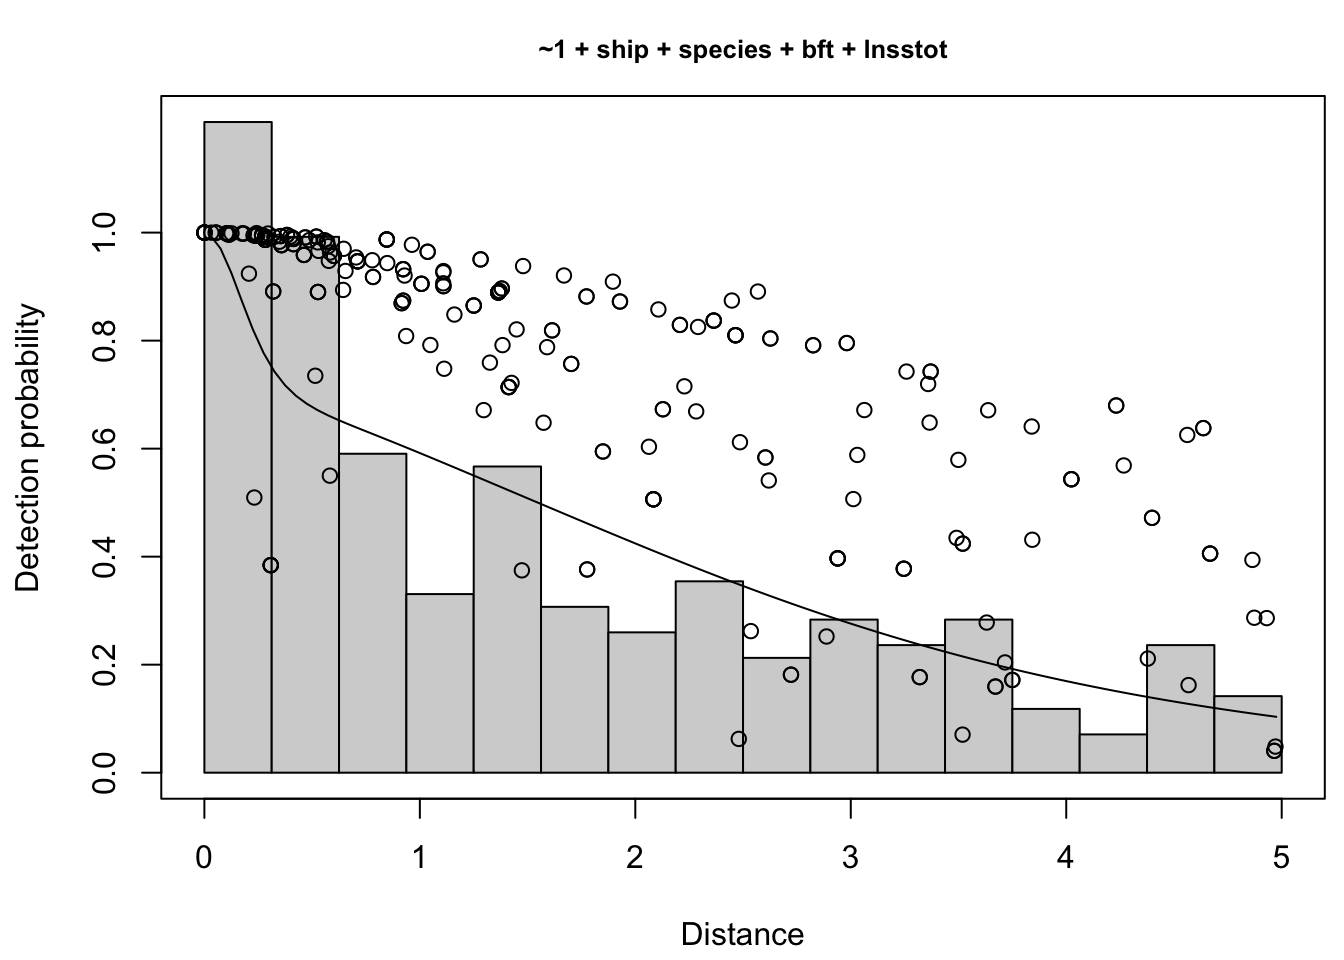 ~1 + ship + species + bft + lnsstot
Detection probability
1.0
0.8
0.6
0.4
0.2
0.0
0 1 2 3 4 5
Distance